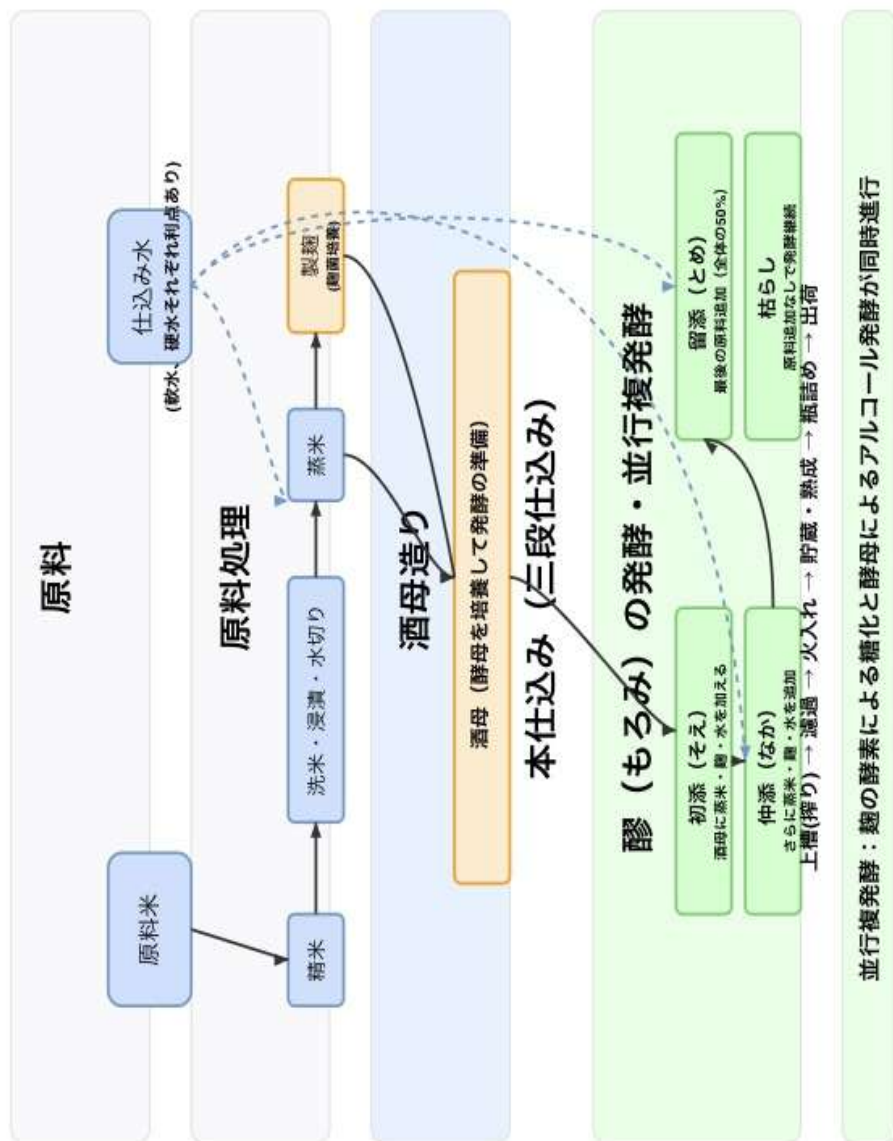 原料
原料米
仕込み水
(軟水、硬水それぞれ利点あり)
原料処理
精米
洗米・浸漬・水切り
蒸米
製麹
(麹菌培養)
酒母造り
酒母（酵母を培養して発酵の準備）
本仕込み（三段仕込み）
醪（もろみ）の発酵・並行複発酵
初添（そえ）
酒母に蒸米・麹・水を加える
留添（とめ）
最後の原料追加（全体の50%）
仲添（なか）
さらに蒸米・麹・水を追加
枯らし
原料追加なしで発酵継続
上槽(搾り) → 濾過 → 火入れ → 貯蔵・熟成 → 瓶詰め → 出荷
並行複発酵：麹の酵素による糖化と酵母によるアルコール発酵が同時進行